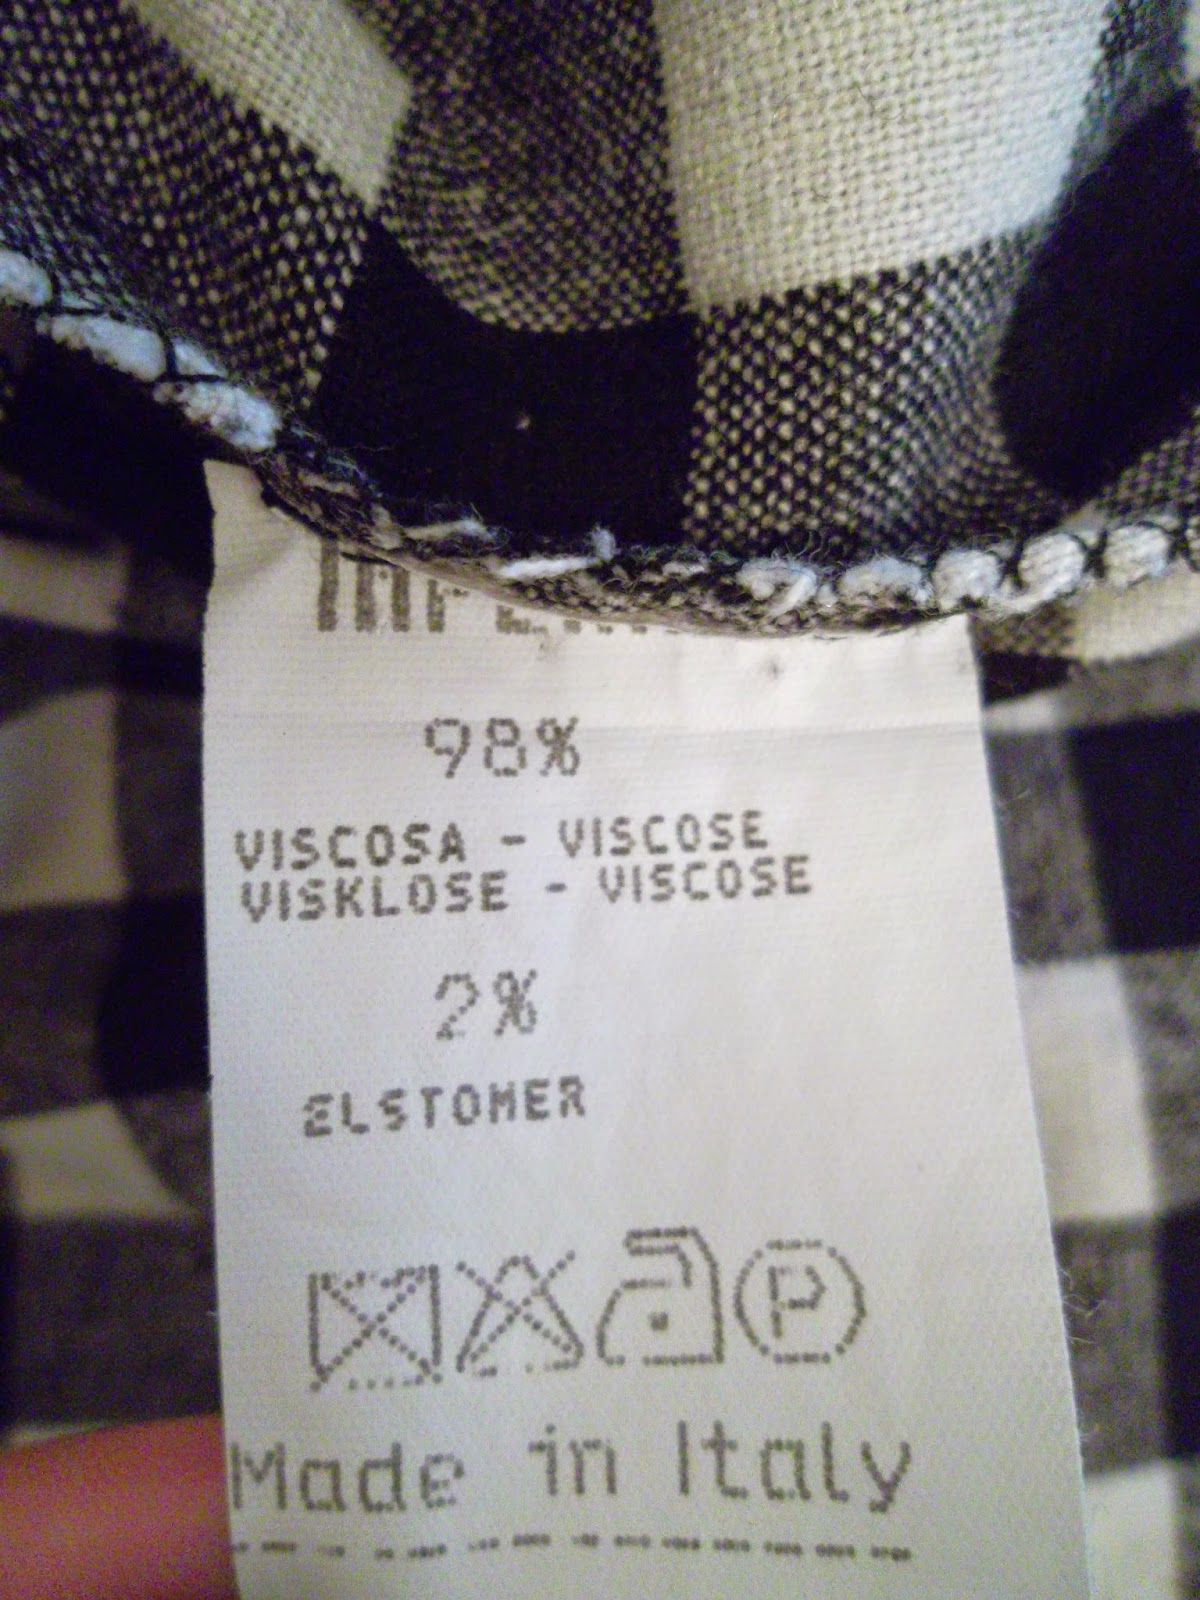 98%
VISCOSA - VISCOSE
VISKLOSE - VISCOSE
2%
ELSTOMER
P
Made in Italy